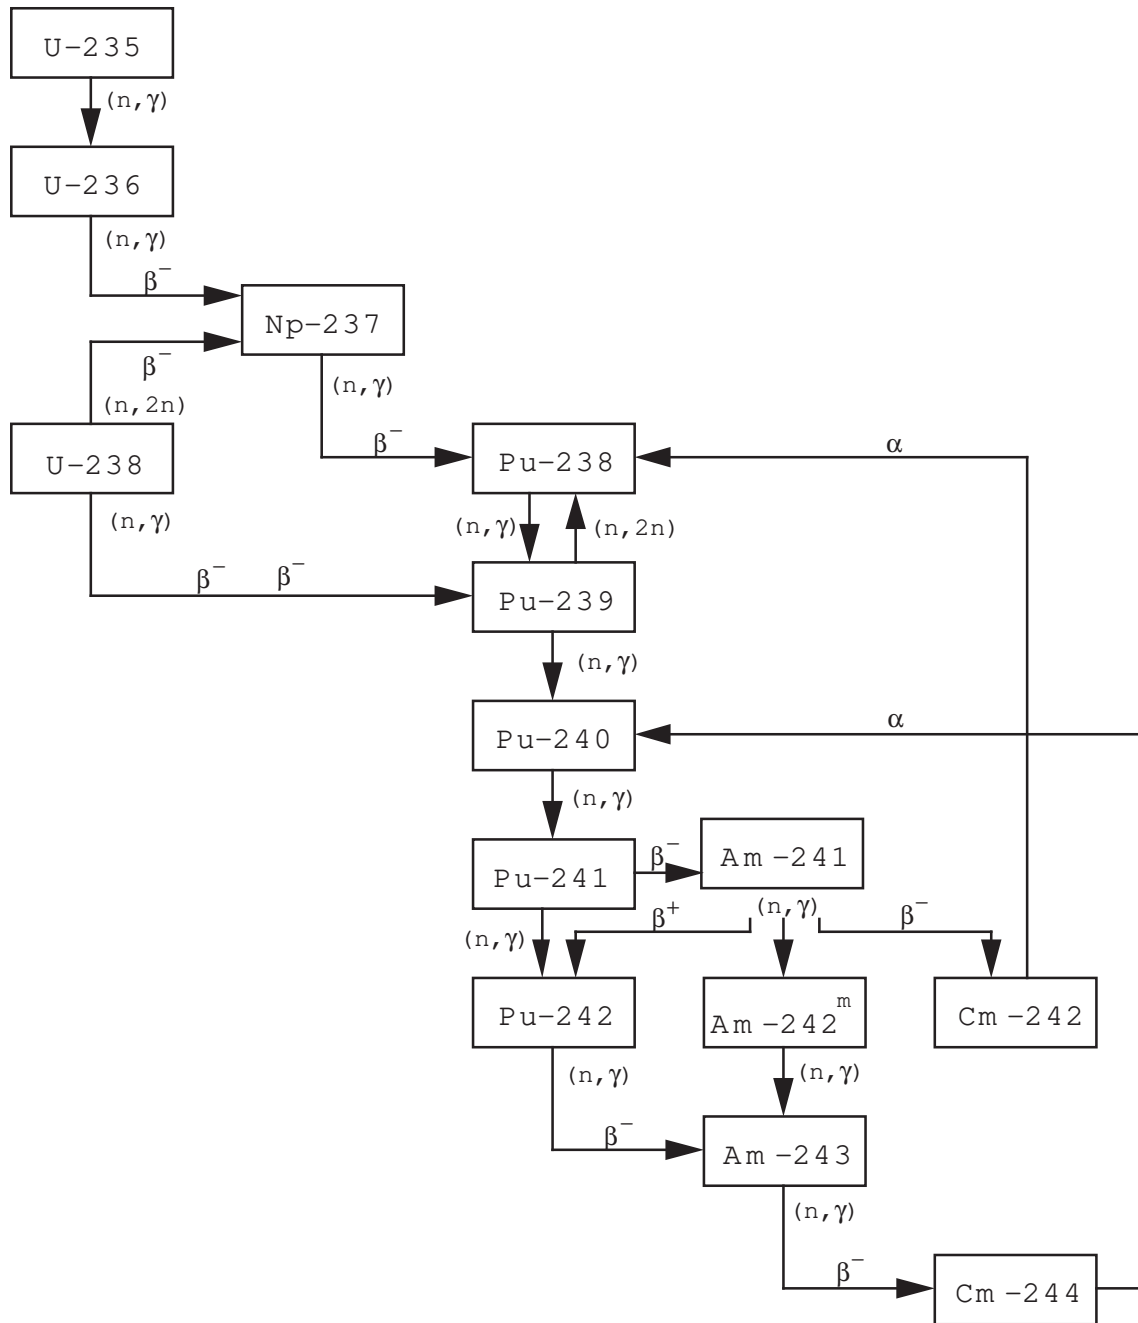 U-235
(n,γ)
U-236
(n,γ)
β⁻
Np-237
β⁻
(n,γ)
(n,2n)
U-238
β⁻
Pu-238
α
(n,γ)
(n,γ)
(n,2n)
β⁻ β⁻
Pu-239
(n,γ)
Pu-240
α
(n,γ)
Pu-241
β⁻
Am-241
(n,γ)
β⁺
(n,γ)
β⁻
Pu-242
Am-242ᵐ
Cm-242
(n,γ)
(n,γ)
β⁻
Am-243
(n,γ)
β⁻
Cm-244